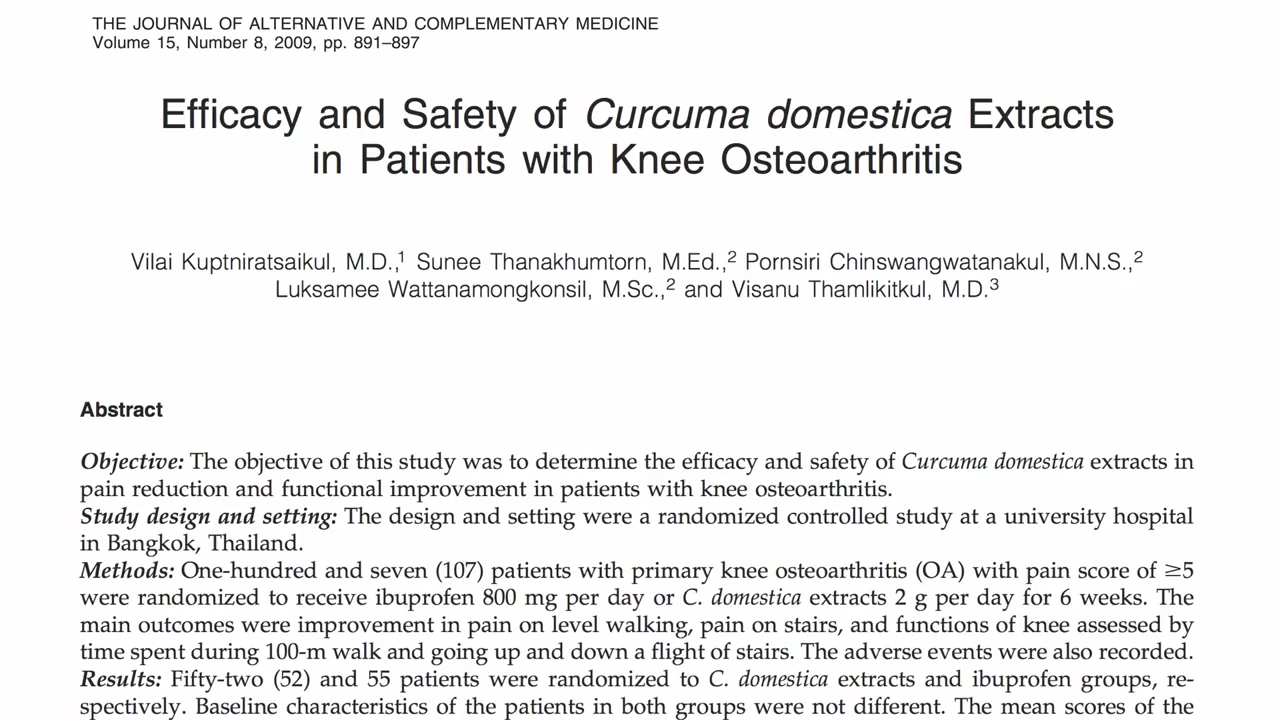 THE JOURNAL OF ALTERNATIVE AND COMPLEMENTARY MEDICINE
Volume 15, Number 8, 2009, pp. 891–897
Efficacy and Safety of Curcuma domestica Extracts
in Patients with Knee Osteoarthritis
Vilai Kuptniratsaikul, M.D.,1 Sunee Thanakhumtorn, M.Ed.,2 Pornsiri Chinswangwatanakul, M.N.S.,2
Luksamee Wattanamongkonsil, M.Sc.,2 and Visanu Thamlikitkul, M.D.3
Abstract
Objective: The objective of this study was to determine the efficacy and safety of Curcuma domestica extracts in
pain reduction and functional improvement in patients with knee osteoarthritis.
Study design and setting: The design and setting were a randomized controlled study at a university hospital
in Bangkok, Thailand.
Methods: One-hundred and seven (107) patients with primary knee osteoarthritis (OA) with pain score of ≥5
were randomized to receive ibuprofen 800 mg per day or C. domestica extracts 2 g per day for 6 weeks. The
main outcomes were improvement in pain on level walking, pain on stairs, and functions of knee assessed by
time spent during 100-m walk and going up and down a flight of stairs. The adverse events were also recorded.
Results: Fifty-two (52) and 55 patients were randomized to C. domestica extracts and ibuprofen groups, re-
spectively. Baseline characteristics of the patients in both groups were not different. The mean scores of the